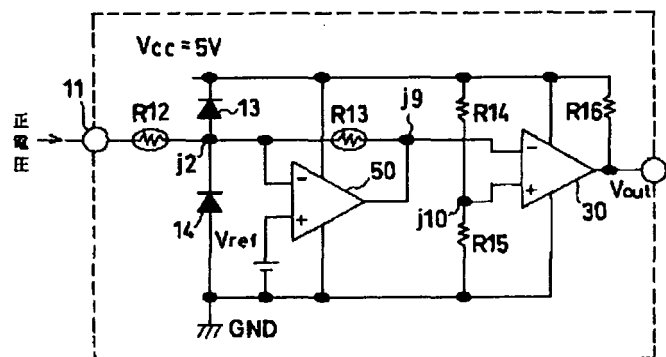 Vcc = 5V
11
R12
13
R13
j9
R14
R16
正電圧
j2
50
14
Vref
j10
R15
30
Vout
GND